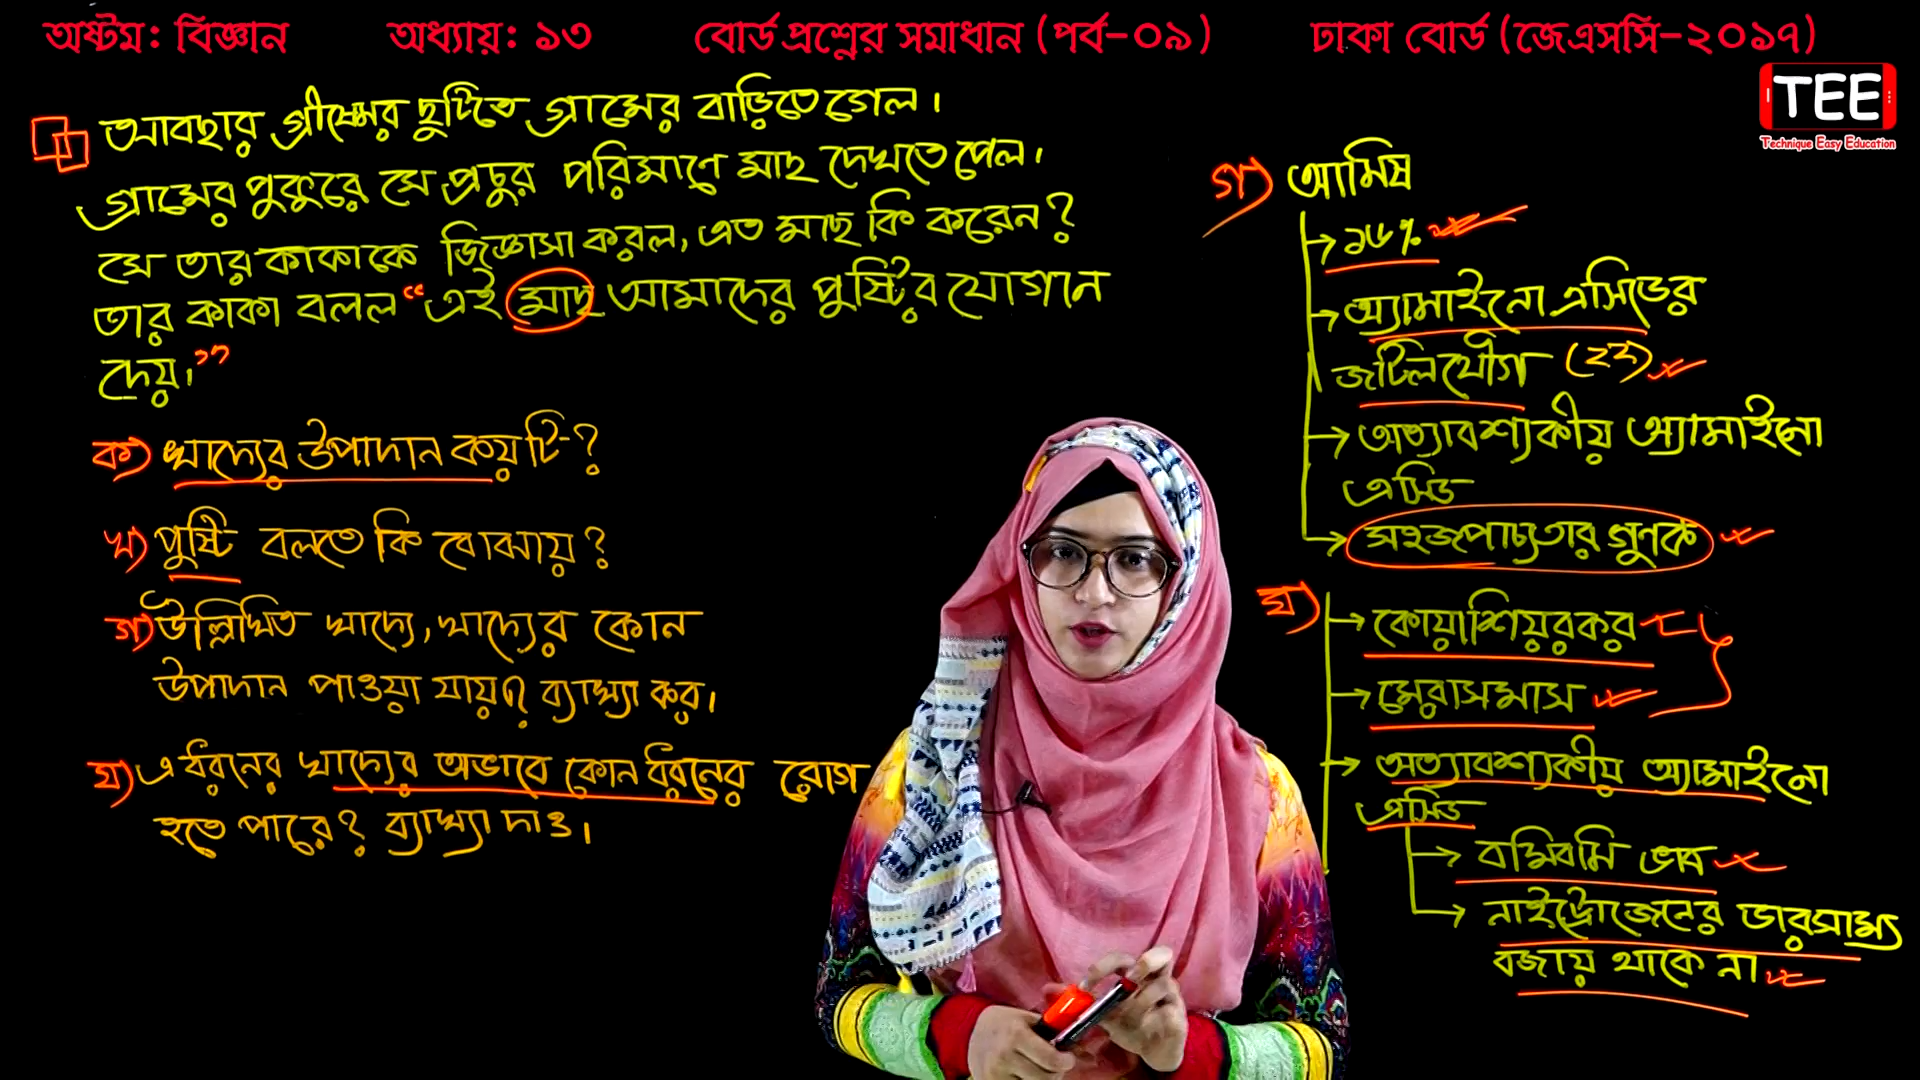 অষ্টম: বিজ্ঞান অধ্যায়: ১৩ বোর্ড প্রশ্নের সমাধান (পর্ব-০৯) ঢাকা বোর্ড (জেএসসি-২০১৭)
TEE
Technique Easy Education
আবছার গ্রীষ্মের ছুটিতে গ্রামের বাড়িতে গেল।
গ্রামের পুকুরে সে প্রচুর পরিমাণে মাছ দেখতে পেল।
সে তার কাকাকে জিজ্ঞাসা করল, এত মাছ কি করেন?
তার কাকা বলল "এই মাছ আমাদের পুষ্টির যোগান
দেয়।"
ক) খাদ্যের উপাদান কয়টি?
খ) পুষ্টি বলতে কি বোঝায়?
গ) উল্লিখিত খাদ্যে, খাদ্যের কোন
উপাদান পাওয়া যায়? ব্যাখ্যা কর।
ঘ) এ ধরনের খাদ্যের অভাবে কোন ধরনের রোগ
হতে পারে? ব্যাখ্যা দাও।
গ) আমিষ
→ ১৬%
→ অ্যামাইনো এসিডের
জটিল যৌগ (২২)
→ অত্যাবশ্যকীয় অ্যামাইনো
এসিড
→ সহজপাচ্যতার গুণক
ঘ) → কোয়াশিয়রকর
→ মেরাসমাস
→ অত্যাবশ্যকীয় অ্যামাইনো
এসিড
→ বমিবমি ভাব
→ নাইট্রোজেনের ভারসাম্য
বজায় থাকে না